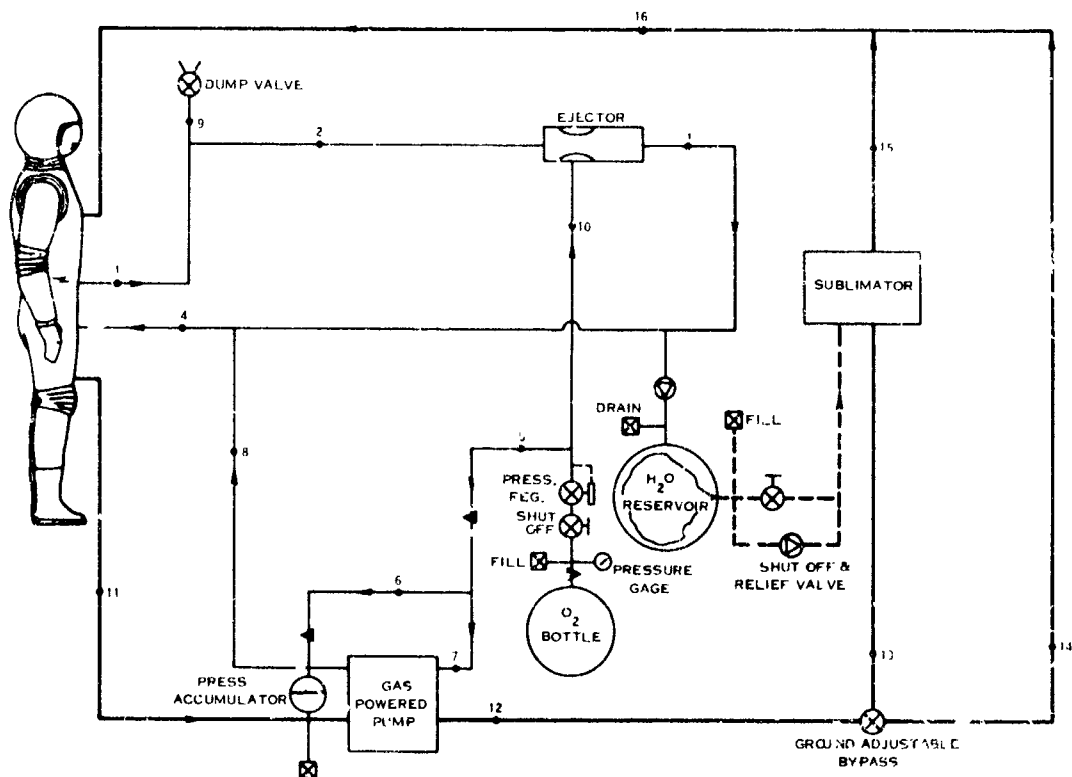 16
DUMP VALVE
9
2
EJECTOR
1
15
10
SUBLIMATOR
1
4
DRAIN
FILL
8
5
H2O
RESERVOIR
PRESS.
REG.
SHUT
OFF
FILL
PRESSURE
GAGE
SHUT OFF &
RELIEF VALVE
11
6
O2
BOTTLE
7
13
14
PRESS
ACCUMULATOR
GAS
POWERED
PUMP
12
GROUND ADJUSTABLE
BYPASS